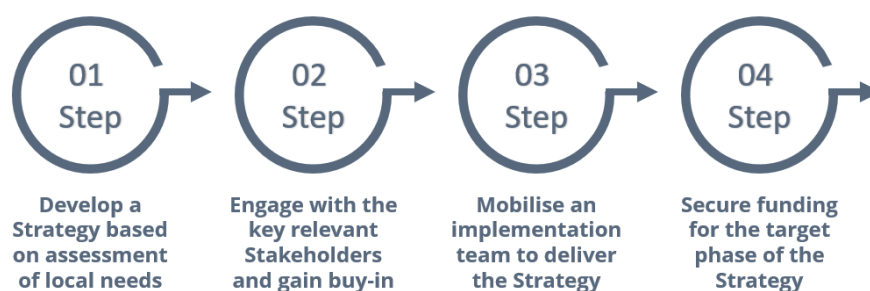 01
Step
02
Step
03
Step
04
Step
Develop a
Strategy based
on assessment
of local needs
Engage with the
key relevant
Stakeholders
and gain buy-in
Mobilise an
implementation
team to deliver
the Strategy
Secure funding
for the target
phase of the
Strategy